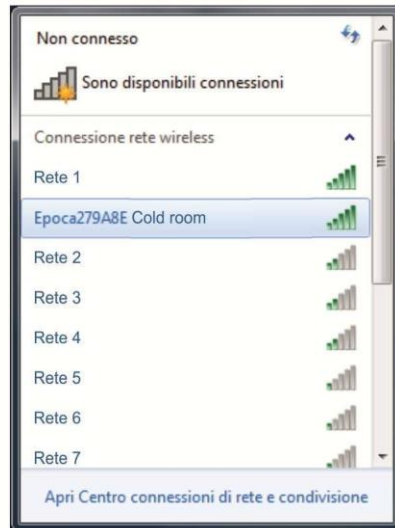 Non connesso
Sono disponibili connessioni
Connessione rete wireless
Rete 1
Epoca279A8E Cold room
Rete 2
Rete 3
Rete 4
Rete 5
Rete 6
Rete 7
Apri Centro connessioni di rete e condivisione